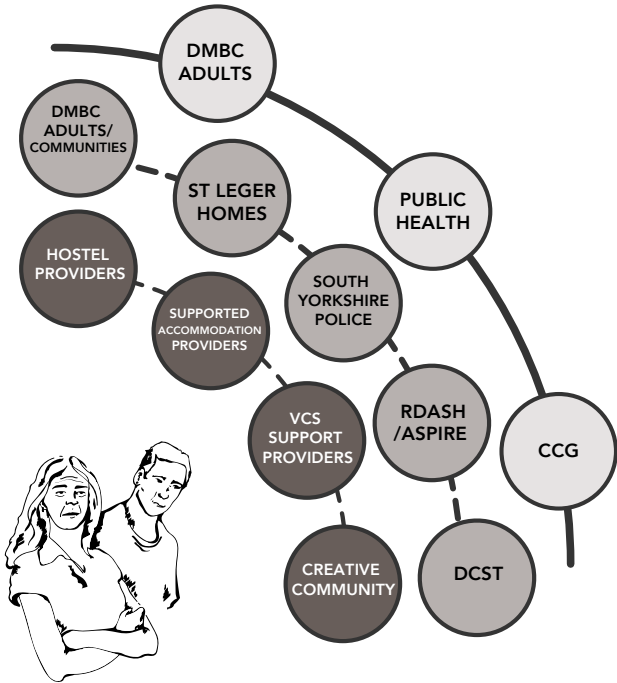 DMBC
ADULTS
DMBC
ADULTS/
COMMUNITIES
ST LEGER
HOMES
PUBLIC
HEALTH
HOSTEL
PROVIDERS
SOUTH
YORKSHIRE
POLICE
SUPPORTED
ACCOMMODATION
PROVIDERS
RDASH
/ASPIRE
VCS
SUPPORT
PROVIDERS
CCG
CREATIVE
COMMUNITY
DCST